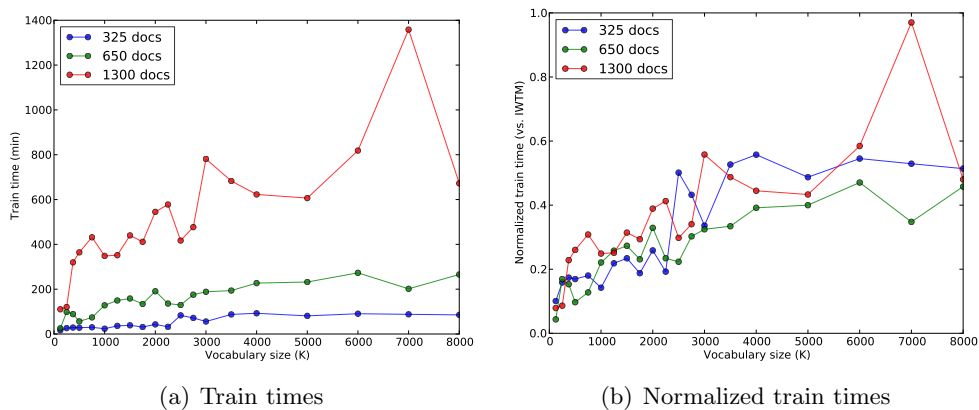 1400
1200
1000
800
600
400
200
0
Train time (min)
325 docs
650 docs
1300 docs
0 1000 2000 3000 4000 5000 6000 7000 8000
Vocabulary size (K)
(a) Train times
1.0
0.8
0.6
0.4
0.2
0.0
Normalized train time (vs. IWTM)
325 docs
650 docs
1300 docs
0 1000 2000 3000 4000 5000 6000 7000 8000
Vocabulary size (K)
(b) Normalized train times